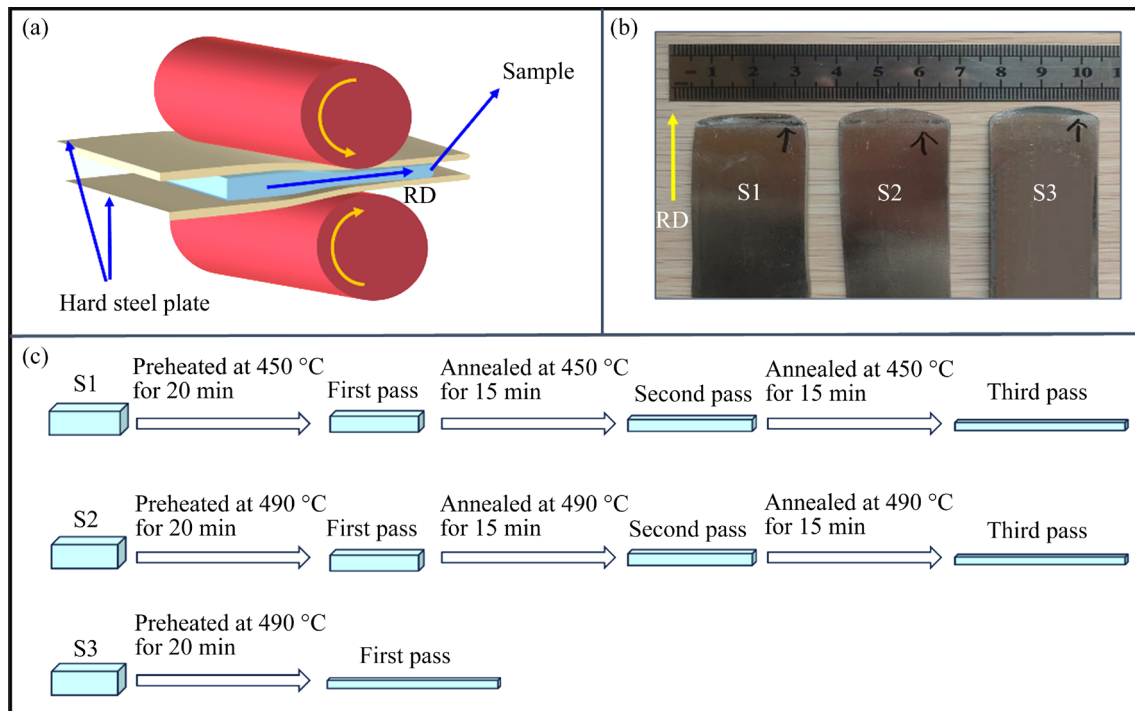 (a)
Sample
RD
Hard steel plate
(b)
1 2 3 4 5 6 7 8 9 10
RD
S1
S2
S3
(c)
S1
Preheated at 450 °C
for 20 min
First pass
Annealed at 450 °C
for 15 min
Second pass
Annealed at 450 °C
for 15 min
Third pass
S2
Preheated at 490 °C
for 20 min
First pass
Annealed at 490 °C
for 15 min
Second pass
Annealed at 490 °C
for 15 min
Third pass
S3
Preheated at 490 °C
for 20 min
First pass